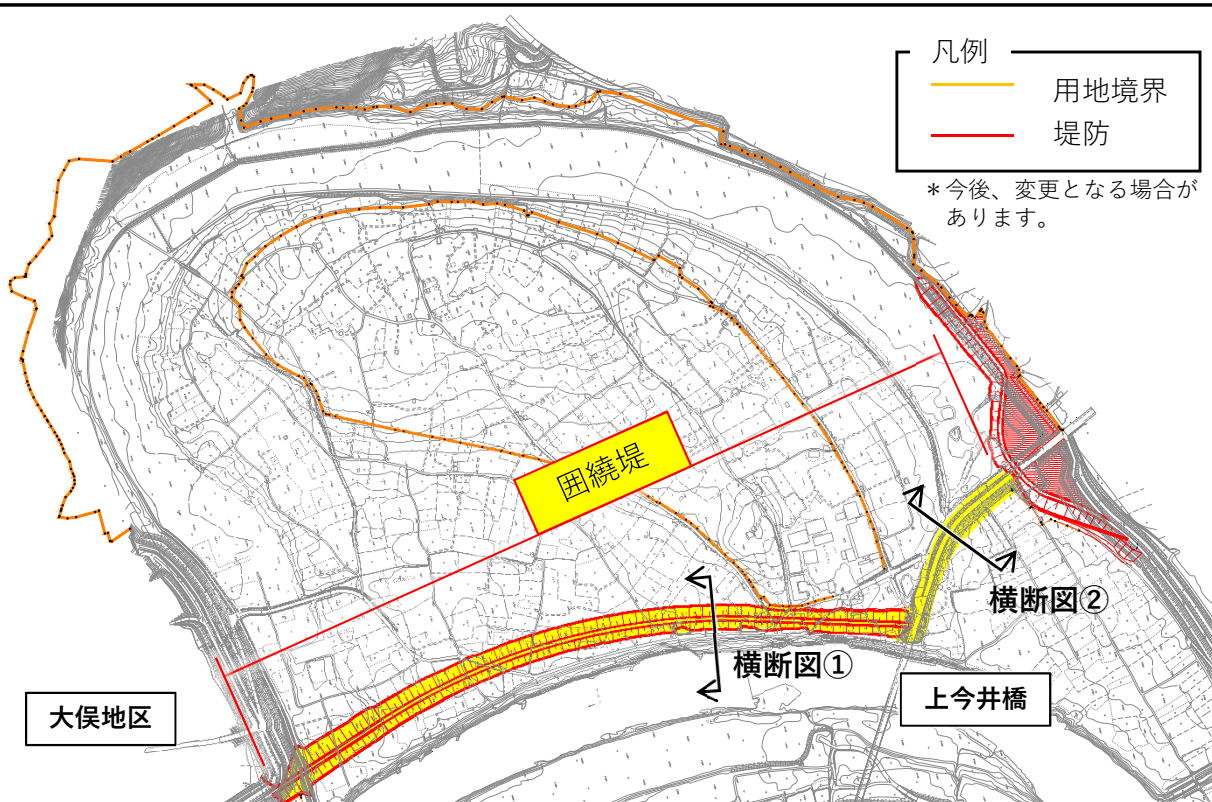 凡例
用地境界
堤防
＊今後、変更となる場合が
あります。
囲繞堤
横断図②
横断図①
大俣地区
上今井橋